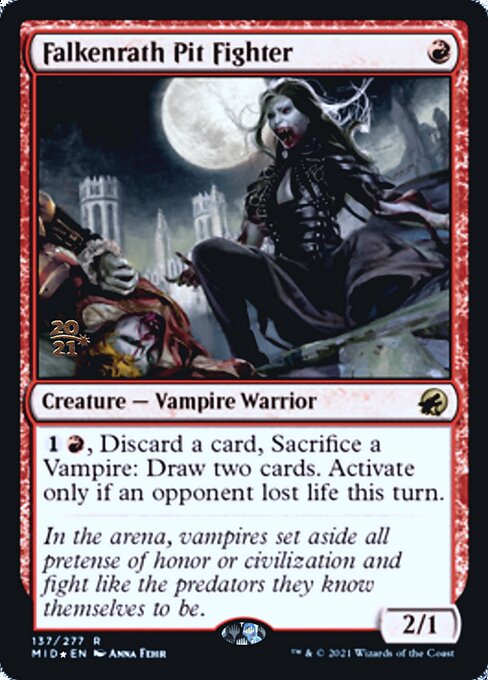 Falkenrath Pit Fighter
20
21
Creature — Vampire Warrior
1 , Discard a card, Sacrifice a
Vampire: Draw two cards. Activate
only if an opponent lost life this turn.
In the arena, vampires set aside all
pretense of honor or civilization and
fight like the predators they know
themselves to be.
2/1
137/277 R
MID★EN Anna Fehr
™ & © 2021 Wizards of the Coast